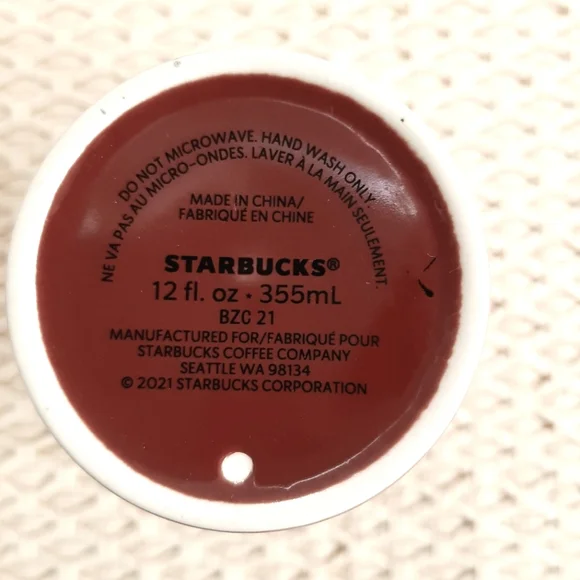 DO NOT MICROWAVE. HAND WASH ONLY.
NE VA PAS AU MICRO-ONDES. LAVER À LA MAIN SEULEMENT.
MADE IN CHINA/
FABRIQUÉ EN CHINE
STARBUCKS®
12 fl. oz · 355mL
BZC 21
MANUFACTURED FOR/FABRIQUÉ POUR
STARBUCKS COFFEE COMPANY
SEATTLE WA 98134
© 2021 STARBUCKS CORPORATION